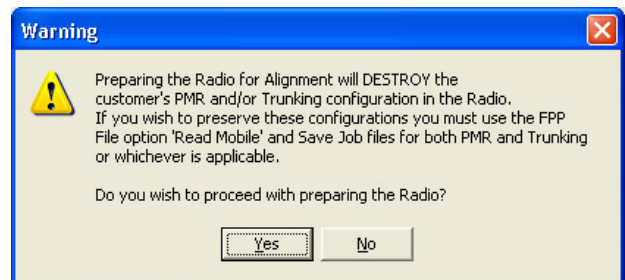 Warning
Preparing the Radio for Alignment will DESTROY the
customer's PMR and/or Trunking configuration in the Radio.
If you wish to preserve these configurations you must use the FPP
File option 'Read Mobile' and Save Job files for both PMR and Trunking
or whichever is applicable.
Do you wish to proceed with preparing the Radio?
Yes No